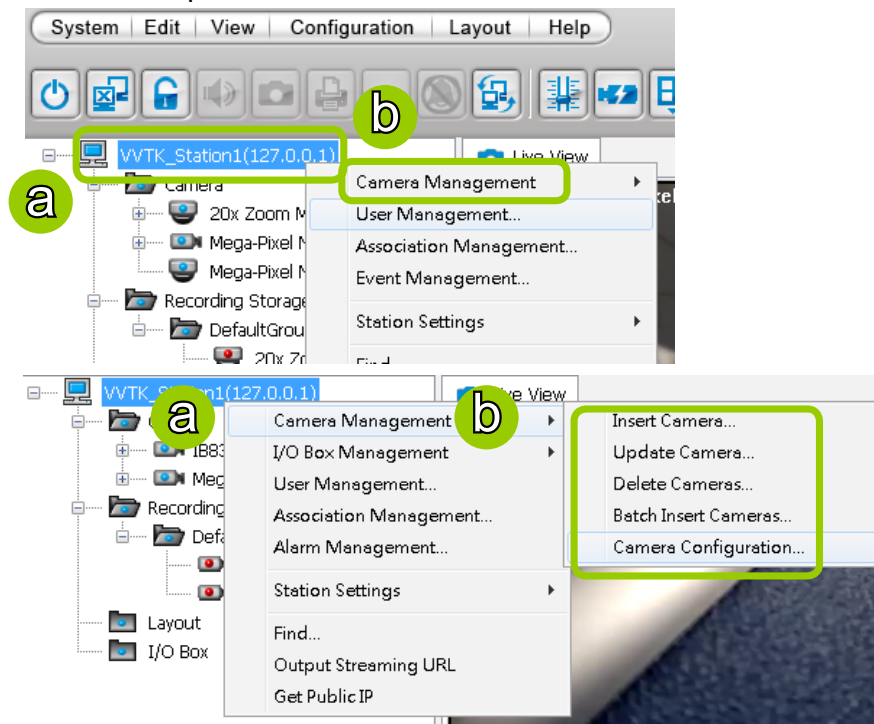 System Edit View Configuration Layout Help
b
VVTK_Station1(127.0.0.1)
Live View
a
Camera
Camera Management
20x Zoom M
User Management...
Mega-Pixel
Association Management...
Mega-Pixel
Event Management...
Recording Storage
Station Settings
DefaultGrou
20x Zo
Find
VVTK_Station1(127.0.0.1)
View
a
Camera Management
b
Insert Camera...
IB83
I/O Box Management
Update Camera...
Meg
User Management...
Delete Cameras...
Recording
Association Management...
Batch Insert Cameras...
Defa
Alarm Management...
Camera Configuration...
Station Settings
Layout
Find...
I/O Box
Output Streaming URL
Get Public IP